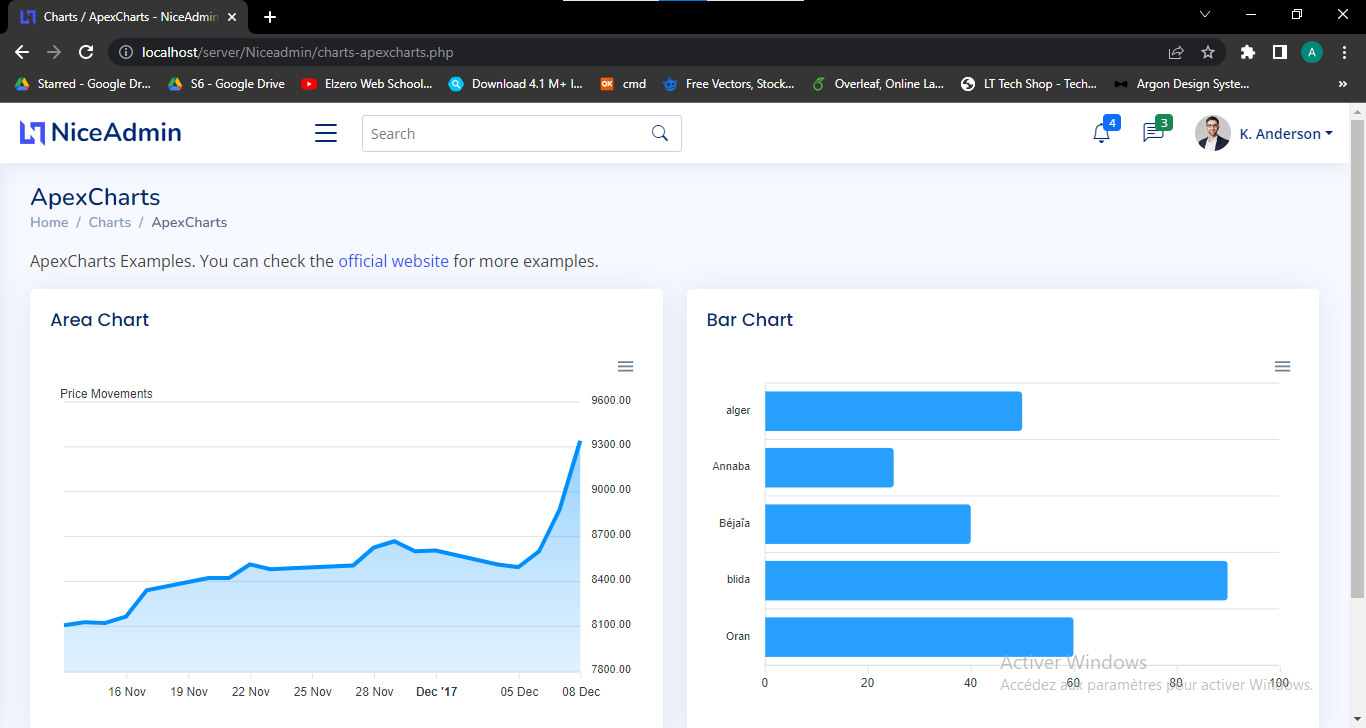 Charts / ApexCharts - NiceAdmin
localhost/server/Niceadmin/charts-apexcharts.php
A
Starred - Google Dr...
S6 - Google Drive
Elzero Web School...
Download 4.1 M+ I...
cmd
Free Vectors, Stock...
Overleaf, Online La...
LT Tech Shop - Tech...
Argon Design Syste...
»
NiceAdmin
Search
4
3
K. Anderson
ApexCharts
Home / Charts / ApexCharts
ApexCharts Examples. You can check the official website for more examples.
Area Chart
Price Movements
9600.00
9300.00
9000.00
8700.00
8400.00
8100.00
7800.00
16 Nov 19 Nov 22 Nov 25 Nov 28 Nov Dec '17 05 Dec 08 Dec
Bar Chart
alger
Annaba
Béjaîa
blida
Oran
0 20 40 60 80 100
Activer Windows
Accédez aux paramètres pour activer Windows.